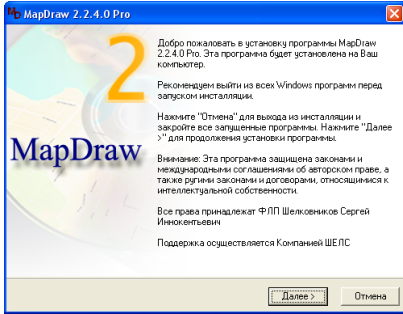 MapDraw 2.2.4.0 Pro
2
MapDraw
Добро пожаловать в установку программы MapDraw
2.2.4.0 Pro. Эта программа будет установлена на Ваш
компьютер.
Рекомендуем выйти из всех Windows программ перед
запуском инсталляции.
Нажмите "Отмена" для выхода из инсталляции и
закройте все запущенные программы. Нажмите "Далее
>" для продолжения установки программы.
Внимание: Эта программа защищена законами и
международными соглашениями об авторском праве, а
также ругими законами и договорами, относящимися к
интеллектуальной собственности.
Все права принадлежат ФЛП Шелковников Сергей
Иннокентьевич
Поддержка осуществляется Компанией ШЕЛС
Далее >
Отмена